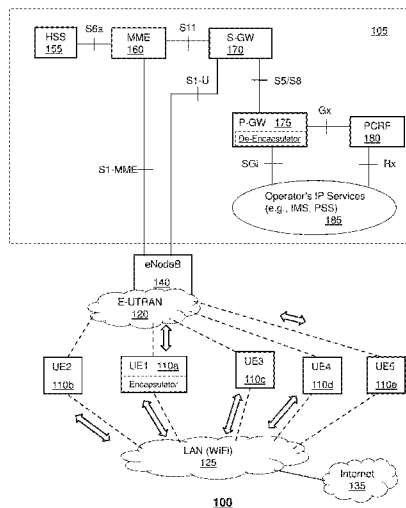 105
HSS
155
S6a
MME
160
S11
S-GW
170
S1-U
S5/S8
P-GW 175
De-Encapsulator
Gx
PCRF
180
S1-MME
SGi
Rx
Operator's IP Services
(e.g., IMS, PSS)
185
eNodeB
140
E-UTRAN
120
UE2
110b
UE1 110a
Encapsulator
UE3
110c
UE4
110d
UE5
110e
LAN (WiFi)
125
Internet
135
100